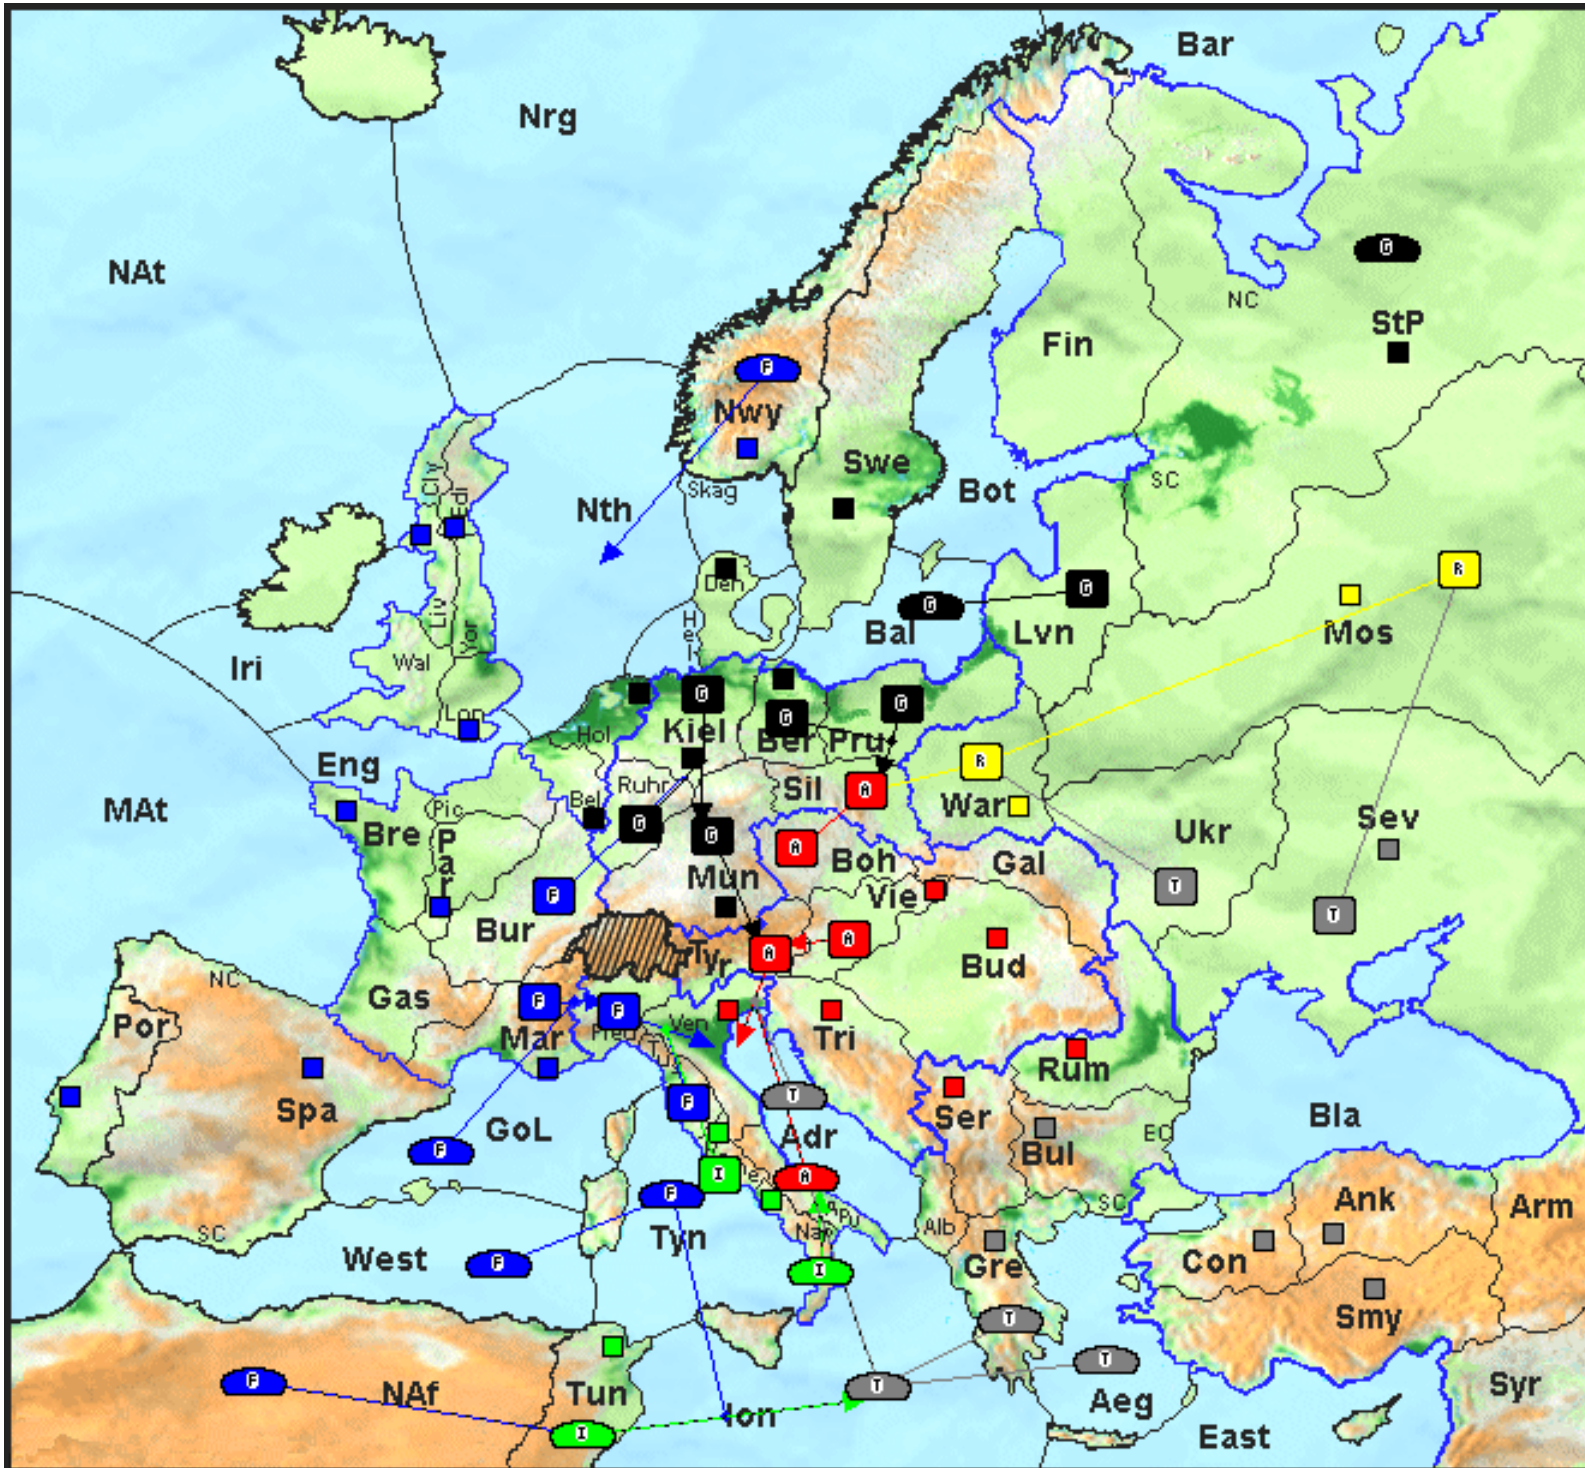 Bar
Nrg
NAt
NC
StP
Fin
Nwy
Swe
Cly
Edi
Skag
Bot
SC
Nth
Den
Hel
Bal
Lvn
Mos
Liv
Yor
Wal
Iri
Lon
Hol
Kiel
Ber
Pru
Eng
Ruhr
Sil
Bel
War
MAt
Pic
Bre
Par
Boh
Gal
Ukr
Sev
Mun
Vie
Bur
Tyr
Bud
NC
Gas
Por
Mar
Pied
Ven
Tri
Rum
Tus
Spa
GoL
Adr
Ser
Bul
EC
Bla
Ank
Arm
SC
Alb
Apu
Nap
SC
West
Tyn
Gre
Con
Smy
NAf
Tun
Ion
Aeg
Syr
East
G
F
R
G
G
G
G
G
R
A
G
G
A
F
T
T
A
A
F
F
F
T
F
I
A
F
F
I
T
T
T
F
I